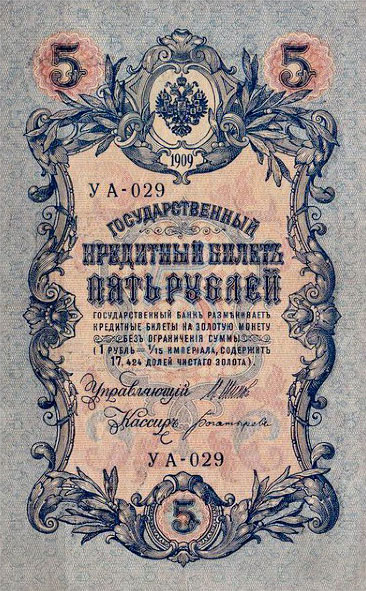 5 5
1909
УА-029
ГОСУДАРСТВЕННЫЙ
КРЕДИТНЫЙ БИЛЕТЪ
ПЯТЬ РУБЛЕЙ
ГОСУДАРСТВЕННЫЙ БАНКЪ РАЗМѢНИВАЕТЪ
КРЕДИТНЫЕ БИЛЕТЫ НА ЗОЛОТУЮ МОНЕТУ
БЕЗЪ ОГРАНИЧЕНІЯ СУММЫ
(1 РУБЛЬ = 1/15 ИМПЕРІАЛА, СОДЕРЖИТЪ
17,424 ДОЛЕЙ ЧИСТАГО ЗОЛОТА).
Управляющій
Кассиръ
УА-029
5